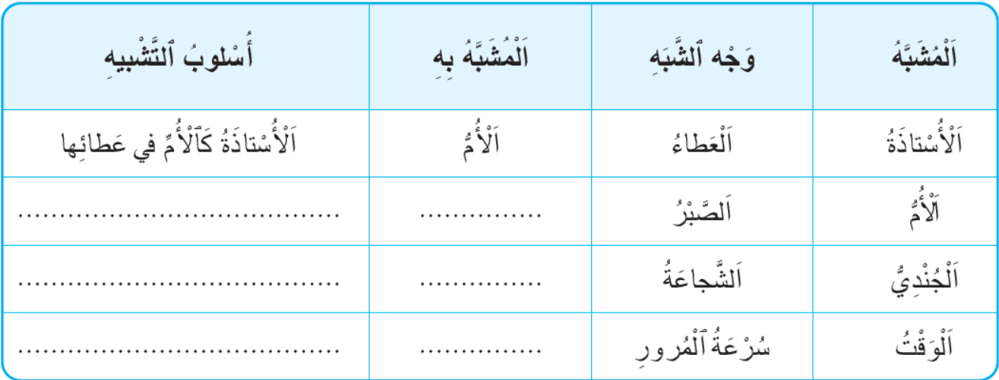 اَلْمُشَبَّهُ وَجْه ٱلشَّبَهِ اَلْمُشَبَّهُ بِهِ أُسْلوبُ ٱلتَّشْبيهِ
اَلْأُسْتاذَةُ اَلْعَطاءُ اَلْأُمُّ اَلْأُسْتاذَةُ كَٱلْأُمِّ في عَطائِها
اَلْأُمُّ اَلصَّبْرُ ............... .......................................
اَلْجُنْدِيُّ اَلشَّجاعَةُ ............... .......................................
اَلْوَقْتُ سُرْعَةُ ٱلْمُرورِ ............... .......................................